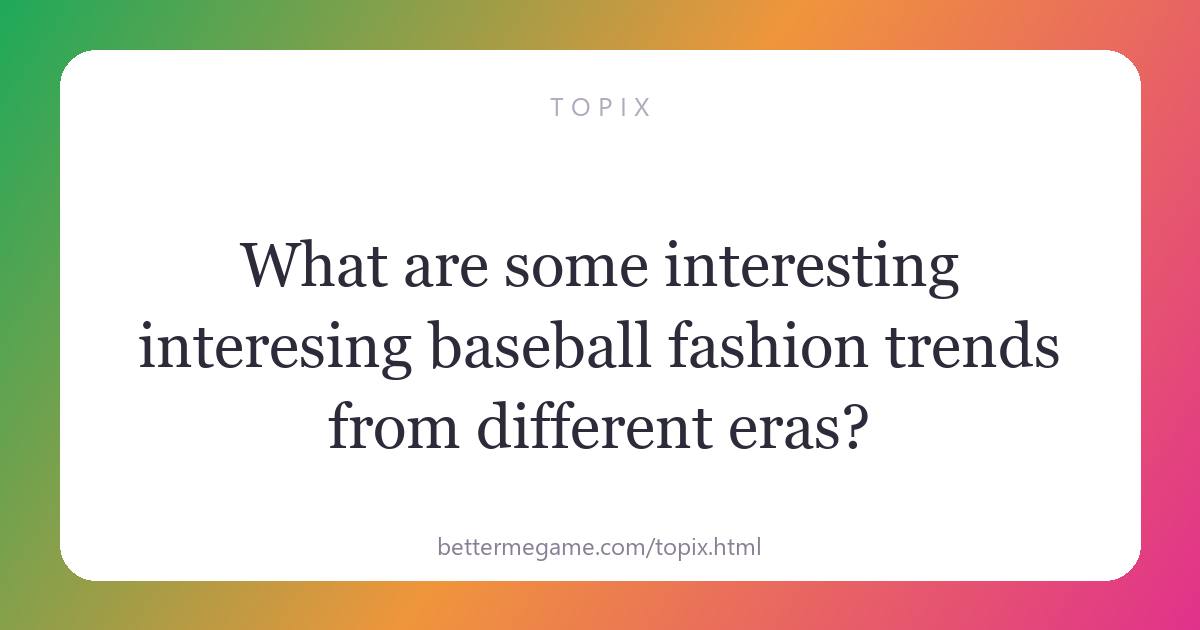 TOPIX
What are some interesting
interesing baseball fashion trends
from different eras?
bettermegame.com/topix.html